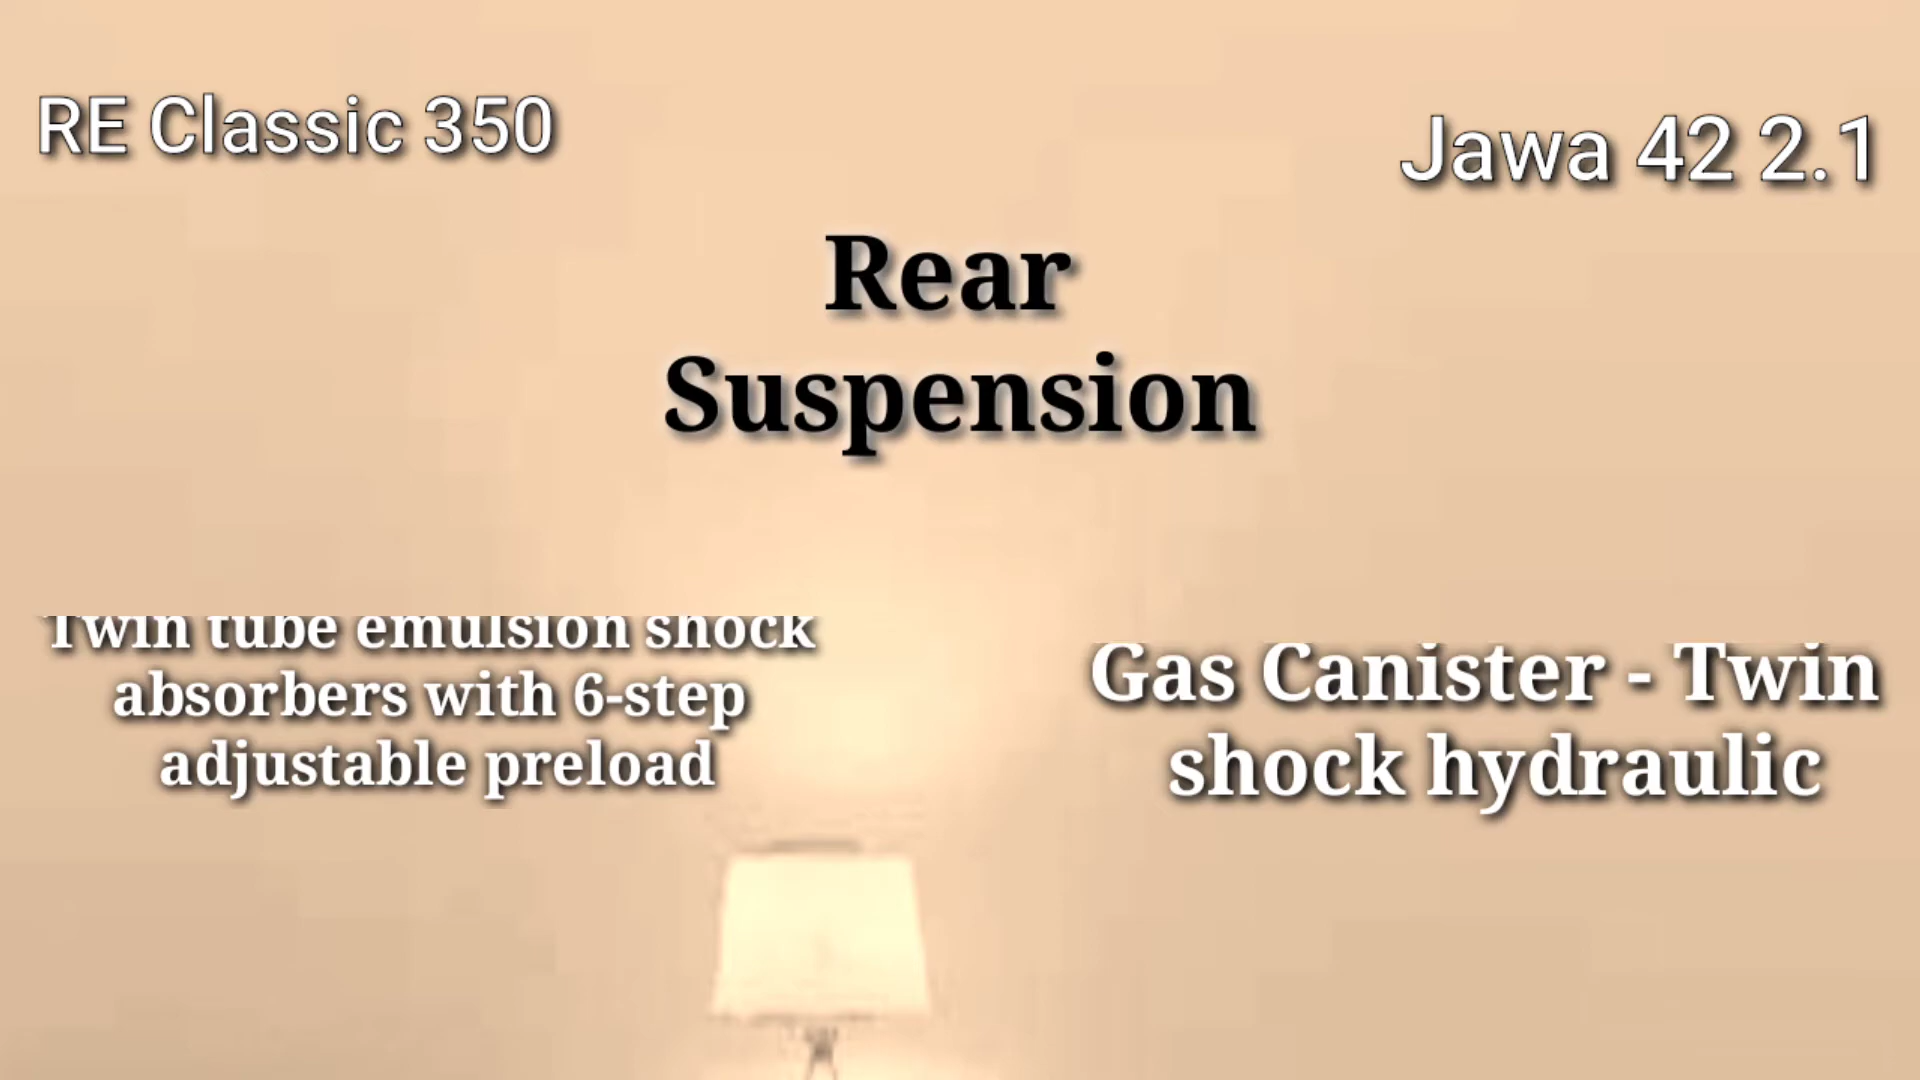 RE Classic 350
Jawa 42 2.1
Rear
Suspension
Twin tube emulsion shock
absorbers with 6-step
adjustable preload
Gas Canister - Twin
shock hydraulic